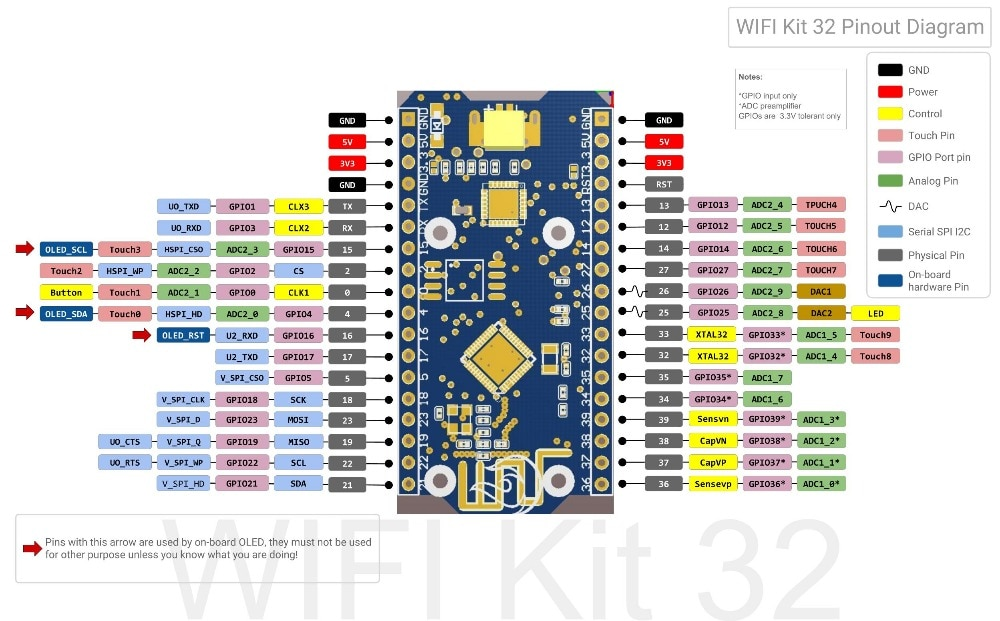 WIFI Kit 32 Pinout Diagram
Notes:
*GPIO input only
*ADC preamplifier
GPIOs are 3.3V tolerant only
GND
Power
Control
Touch Pin
GPIO Port pin
Analog Pin
DAC
Serial SPI I2C
Physical Pin
On-board
hardware Pin
GND
5V
3V3
GND
UO_TXD GPIO1 CLX3 TX
UO_RXD GPIO3 CLX2 RX
OLED_SCL Touch3 HSPI_CSO ADC2_3 GPIO15 15
Touch2 HSPI_WP ADC2_2 GPIO2 CS 2
Button Touch1 ADC2_1 GPIO0 CLK1 0
OLED_SDA Touch0 HSPI_HD ADC2_0 GPIO4 4
OLED_RST U2_RXD GPIO16 16
U2_TXD GPIO17 17
V_SPI_CSO GPIO5 5
V_SPI_CLK GPIO18 SCK 18
V_SPI_D GPIO23 MOSI 23
UO_CTS V_SPI_Q GPIO19 MISO 19
UO_RTS V_SPI_WP GPIO22 SCL 22
V_SPI_HD GPIO21 SDA 21
GND
5V
3V3
RST
13 GPIO13 ADC2_4 TPUCH4
12 GPIO12 ADC2_5 TOUCH5
14 GPIO14 ADC2_6 TOUCH6
27 GPIO27 ADC2_7 TOUCH7
26 GPIO26 ADC2_9 DAC1
25 GPIO25 ADC2_8 DAC2 LED
33 XTAL32 GPIO33* ADC1_5 Touch9
32 XTAL32 GPIO32* ADC1_4 Touch8
35 GPIO35* ADC1_7
34 GPIO34* ADC1_6
39 Sensvn GPIO39* ADC1_3*
38 CapVN GPIO38* ADC1_2*
37 CapVP GPIO37* ADC1_1*
36 Sensevp GPIO36* ADC1_0*
Pins with this arrow are used by on-board OLED, they must not be used
for other purpose unless you know what you are doing!
WIFI Kit 32